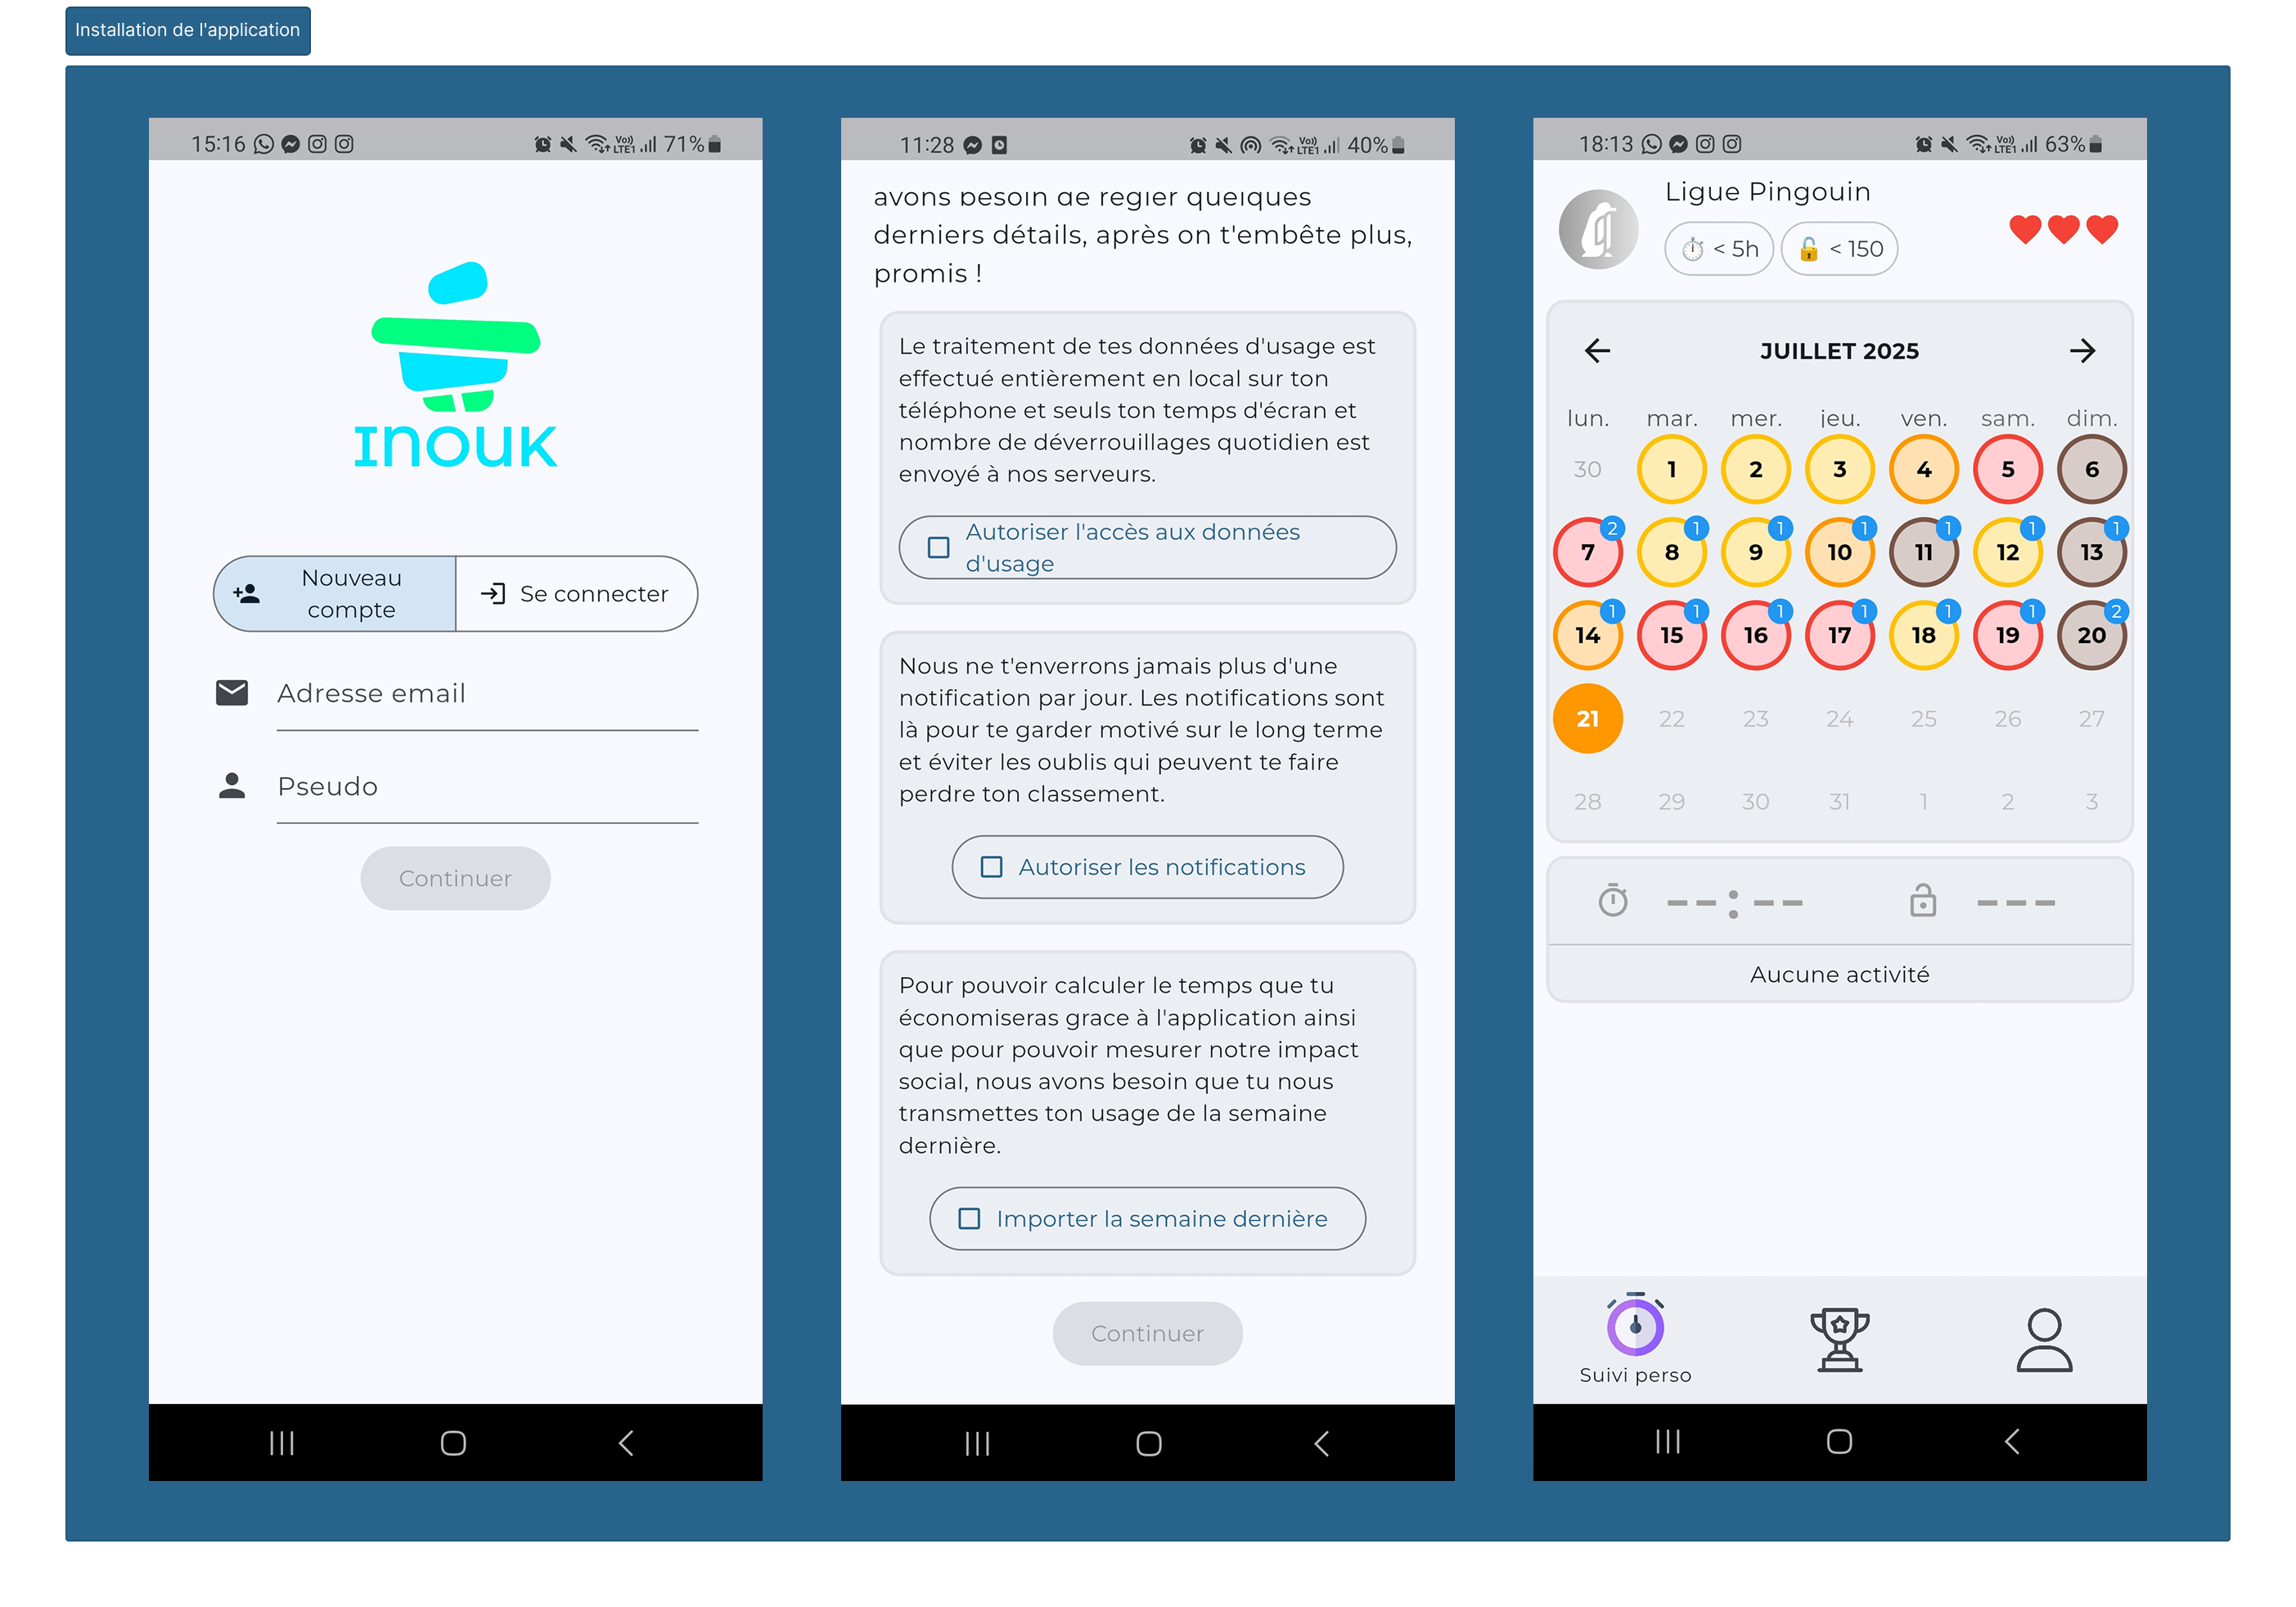 Installation de l'application
15:16
Vo))
LTE1
71%
INOUK
Nouveau
compte
Se connecter
Adresse email
Pseudo
Continuer
11:28
Vo))
LTE1
40%
avons besoin de régler quelques
derniers détails, après on t'embête plus,
promis !
Le traitement de tes données d'usage est
effectué entièrement en local sur ton
téléphone et seuls ton temps d'écran et
nombre de déverrouillages quotidien est
envoyé à nos serveurs.
Autoriser l'accès aux données
d'usage
Nous ne t'enverrons jamais plus d'une
notification par jour. Les notifications sont
là pour te garder motivé sur le long terme
et éviter les oublis qui peuvent te faire
perdre ton classement.
Autoriser les notifications
Pour pouvoir calculer le temps que tu
économiseras grace à l'application ainsi
que pour pouvoir mesurer notre impact
social, nous avons besoin que tu nous
transmettes ton usage de la semaine
dernière.
Importer la semaine dernière
Continuer
18:13
Vo))
LTE1
63%
Ligue Pingouin
< 5h < 150
JUILLET 2025
lun. mar. mer. jeu. ven. sam. dim.
30 1 2 3 4 5 6
7 2 8 1 9 1 10 1 11 1 12 1 13 1
14 1 15 1 16 1 17 1 18 1 19 1 20 2
21 22 23 24 25 26 27
28 29 30 31 1 2 3
--:-- ---
Aucune activité
Suivi perso